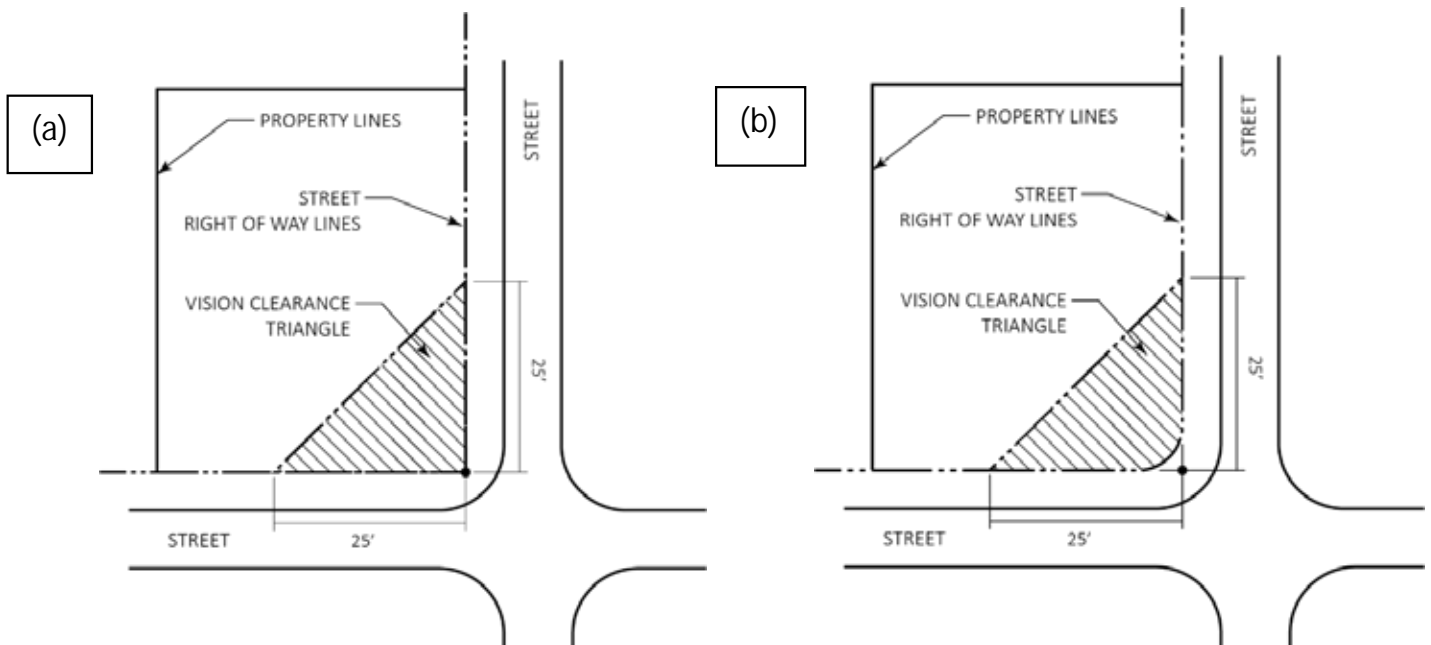 (a)
PROPERTY LINES
STREET
STREET
RIGHT OF WAY LINES
VISION CLEARANCE
TRIANGLE
25'
STREET
25'
(b)
PROPERTY LINES
STREET
STREET
RIGHT OF WAY LINES
VISION CLEARANCE
TRIANGLE
25'
STREET
25'